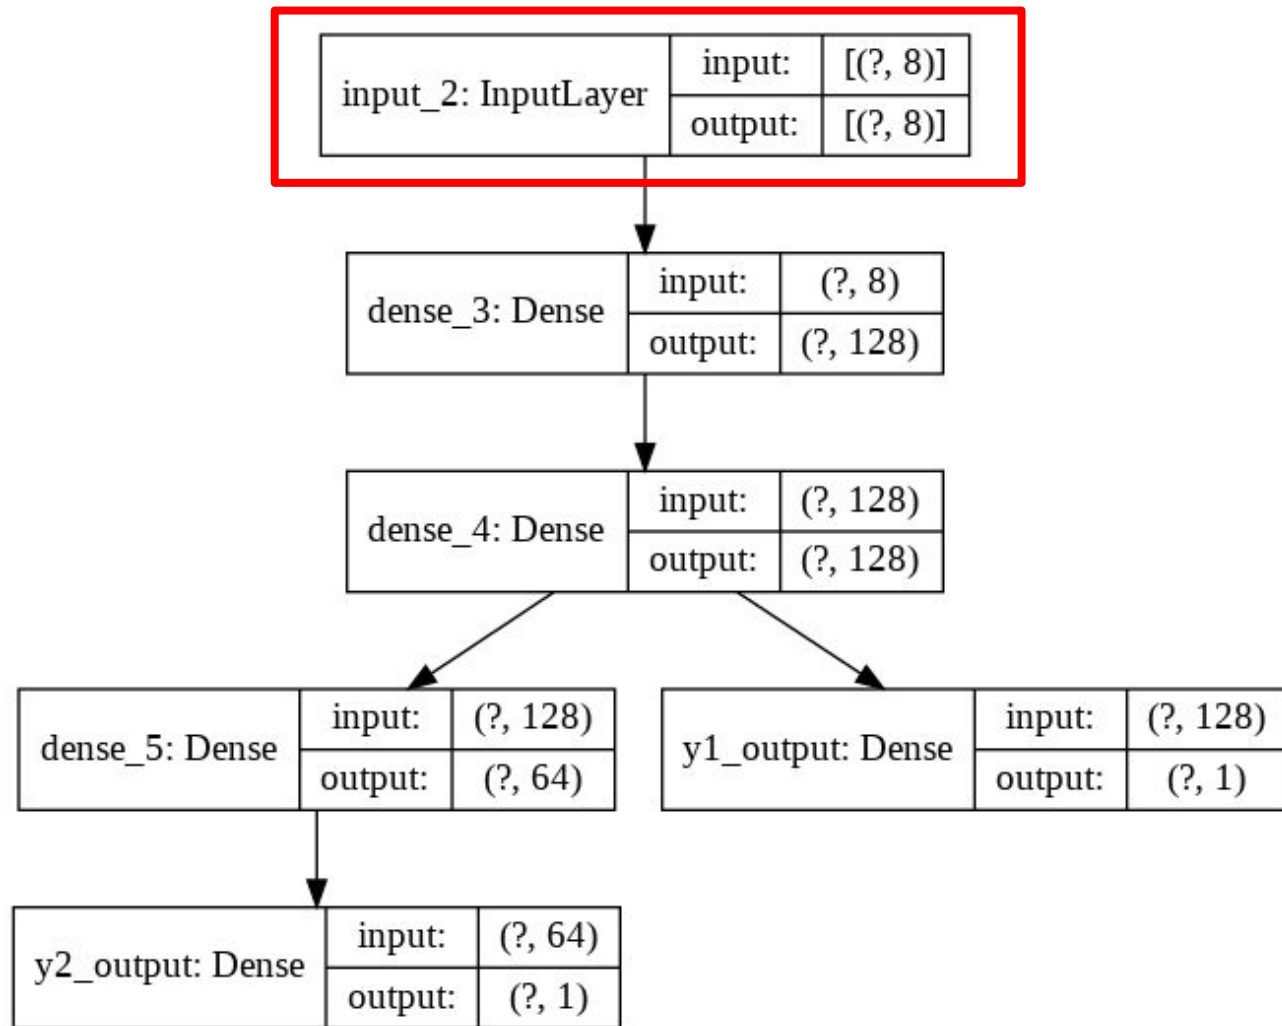 input_2: InputLayer
input: [(?, 8)]
output: [(?, 8)]
dense_3: Dense
input: (?, 8)
output: (?, 128)
dense_4: Dense
input: (?, 128)
output: (?, 128)
dense_5: Dense
input: (?, 128)
output: (?, 64)
y1_output: Dense
input: (?, 128)
output: (?, 1)
y2_output: Dense
input: (?, 64)
output: (?, 1)